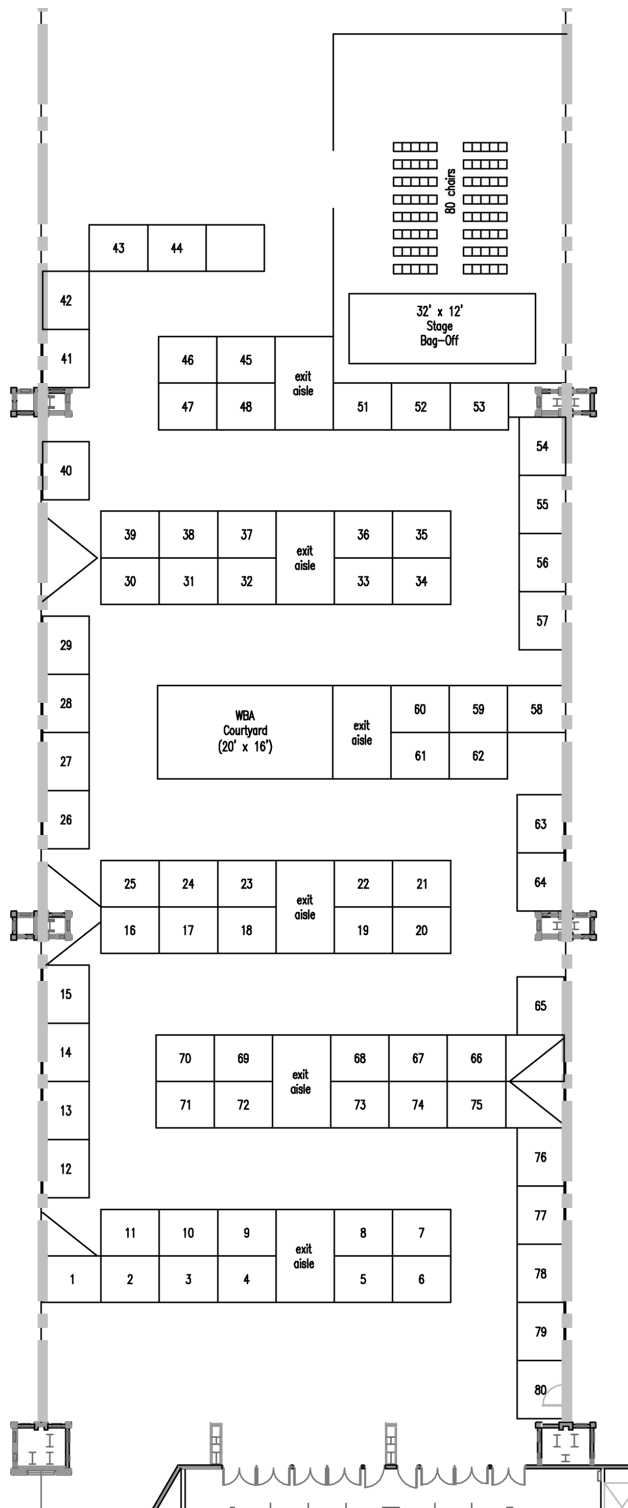 80 chairs
43 44
42
32' x 12'
Stage
Bag-Off
41
46 45
exit
aisle
47 48
51 52 53
54
40
55
39 38 37
exit
aisle
36 35
56
30 31 32
33 34
57
29
28
WBA
Courtyard
(20' x 16')
exit
aisle
60 59 58
61 62
27
26
63
64
25 24 23
exit
aisle
22 21
16 17 18
19 20
15
65
14
70 69
exit
aisle
68 67 66
71 72
73 74 75
13
12
76
77
11 10 9
exit
aisle
8 7
1 2 3 4
5 6
78
79
80